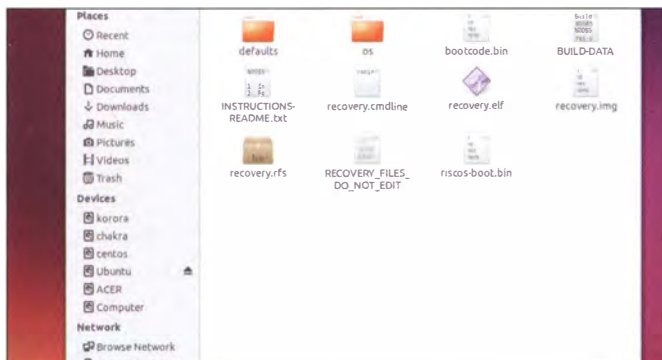 Places
Recent
Home
Desktop
Documents
Downloads
Music
Pictures
Videos
Trash
Devices
korora
chakra
centos
Ubuntu
ACER
Computer
Network
Browse Network
defaults
os
bootcode.bin
BUILD-DATA
INSTRUCTIONS-
README.txt
recovery.cmdline
recovery.elf
recovery.img
recovery.rfs
RECOVERY_FILES_
DO_NOT_EDIT
riscos-boot.bin